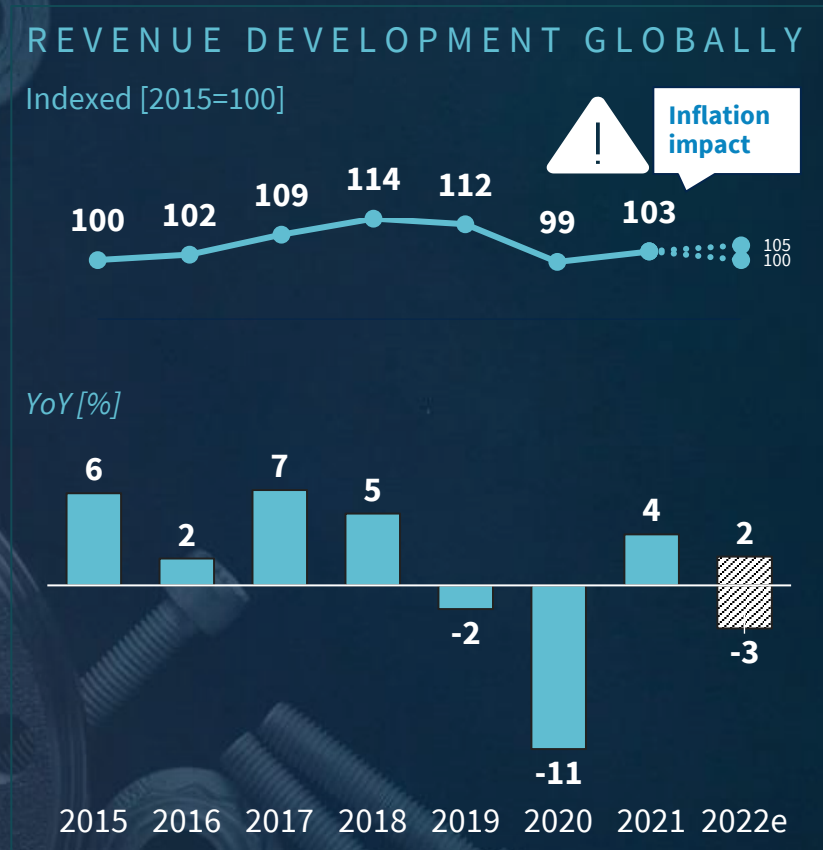 REVENUE DEVELOPMENT GLOBALLY
Indexed [2015=100]
!
Inflation
impact
100 102 109 114 112 99 103
105
100
YoY [%]
6 2 7 5 -2 -11 4 2
-3
2015 2016 2017 2018 2019 2020 2021 2022e